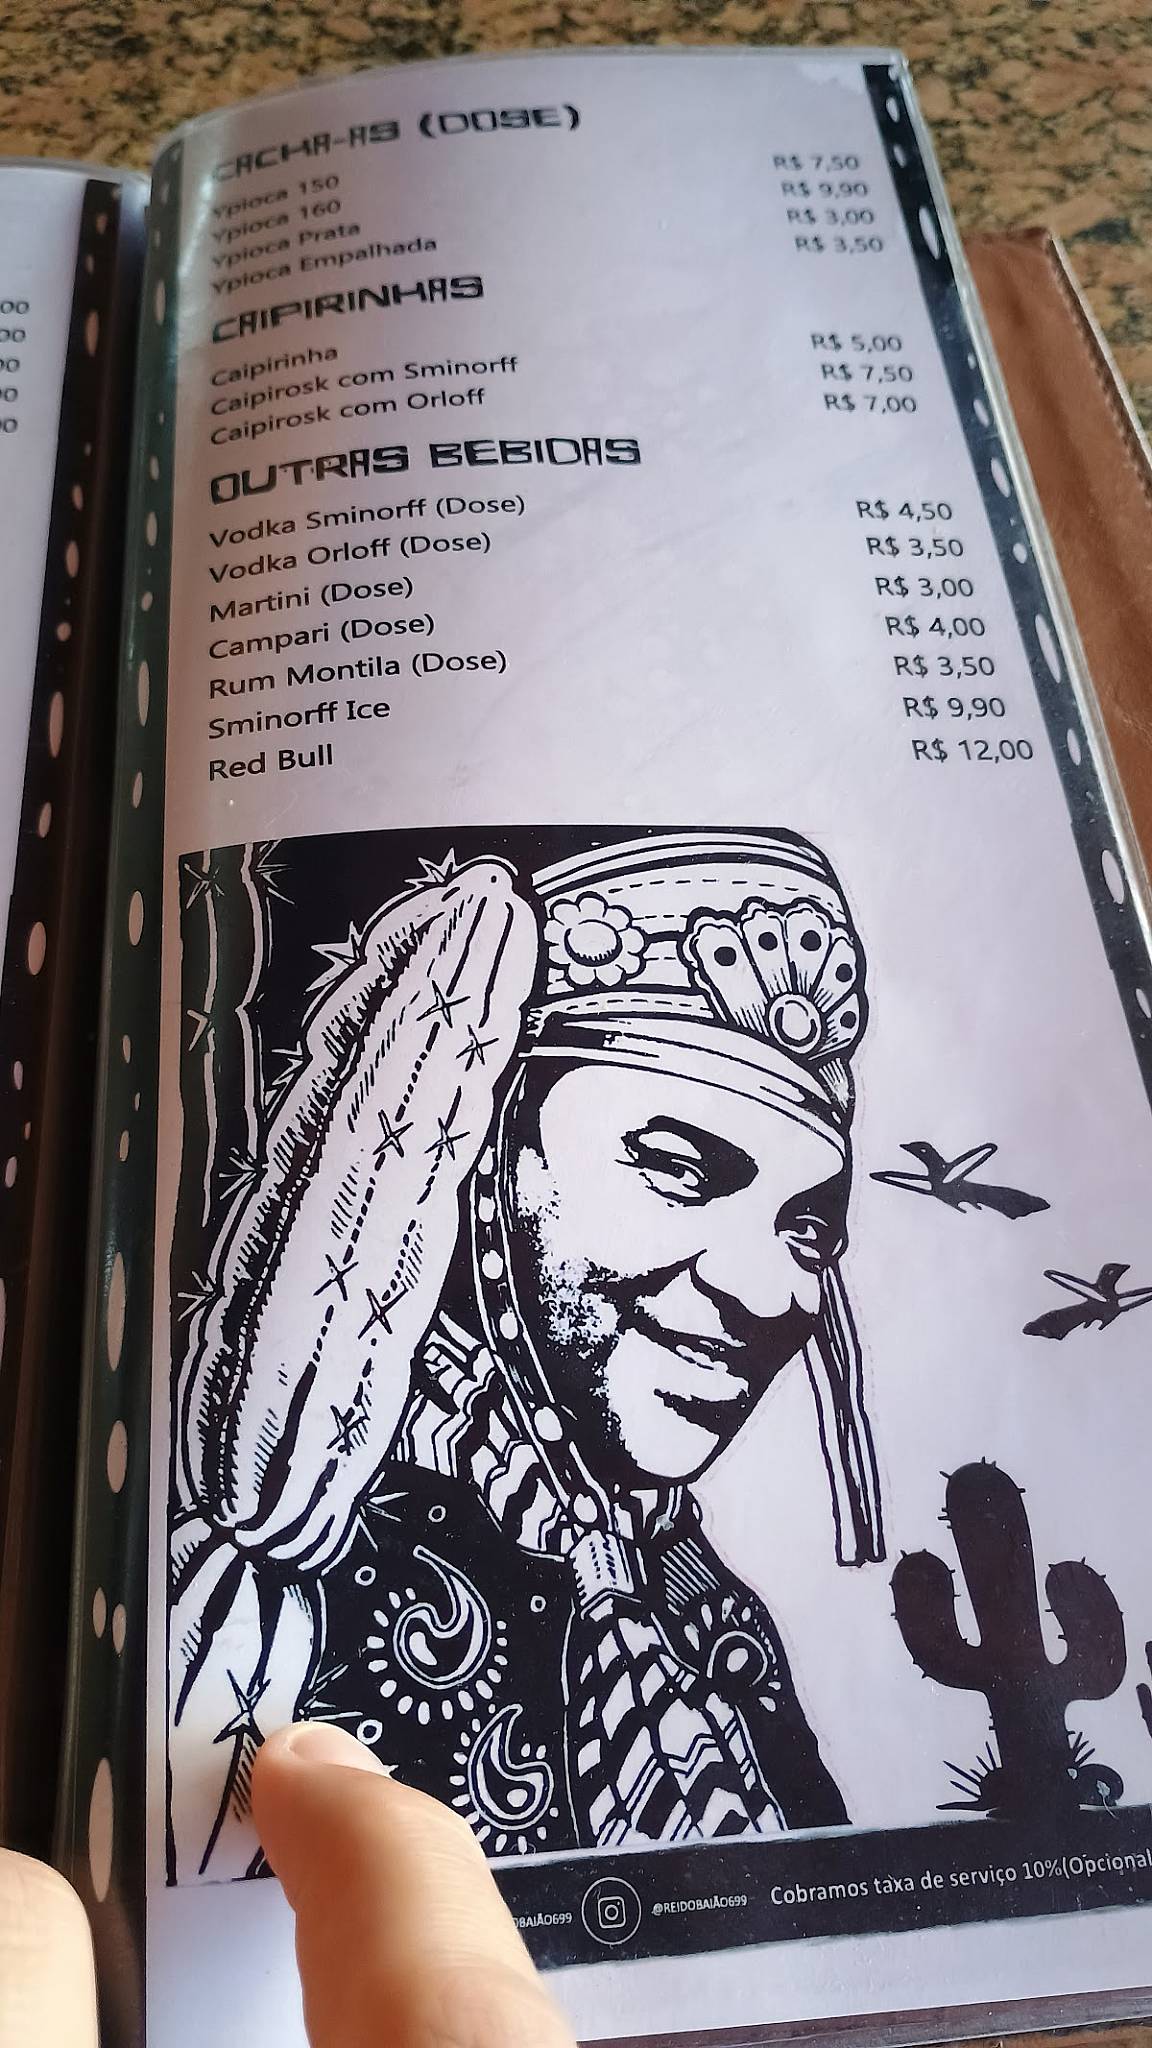 CACHA-AS (DOSE)
Ypioca 150 R$ 7,50
Ypioca 160 R$ 9,90
Ypioca Prata R$ 3,00
Ypioca Empalhada R$ 3,50
CAIPIRINHAS
Caipirinha R$ 5,00
Caipirosk com Sminorff R$ 7,50
Caipirosk com Orloff R$ 7,00
OUTRAS BEBIDAS
Vodka Sminorff (Dose) R$ 4,50
Vodka Orloff (Dose) R$ 3,50
Martini (Dose) R$ 3,00
Campari (Dose) R$ 4,00
Rum Montila (Dose) R$ 3,50
Sminorff Ice R$ 9,90
Red Bull R$ 12,00
OBAIÃO699 @REIDOBAIÃO699 Cobramos taxa de serviço 10%(Opcional